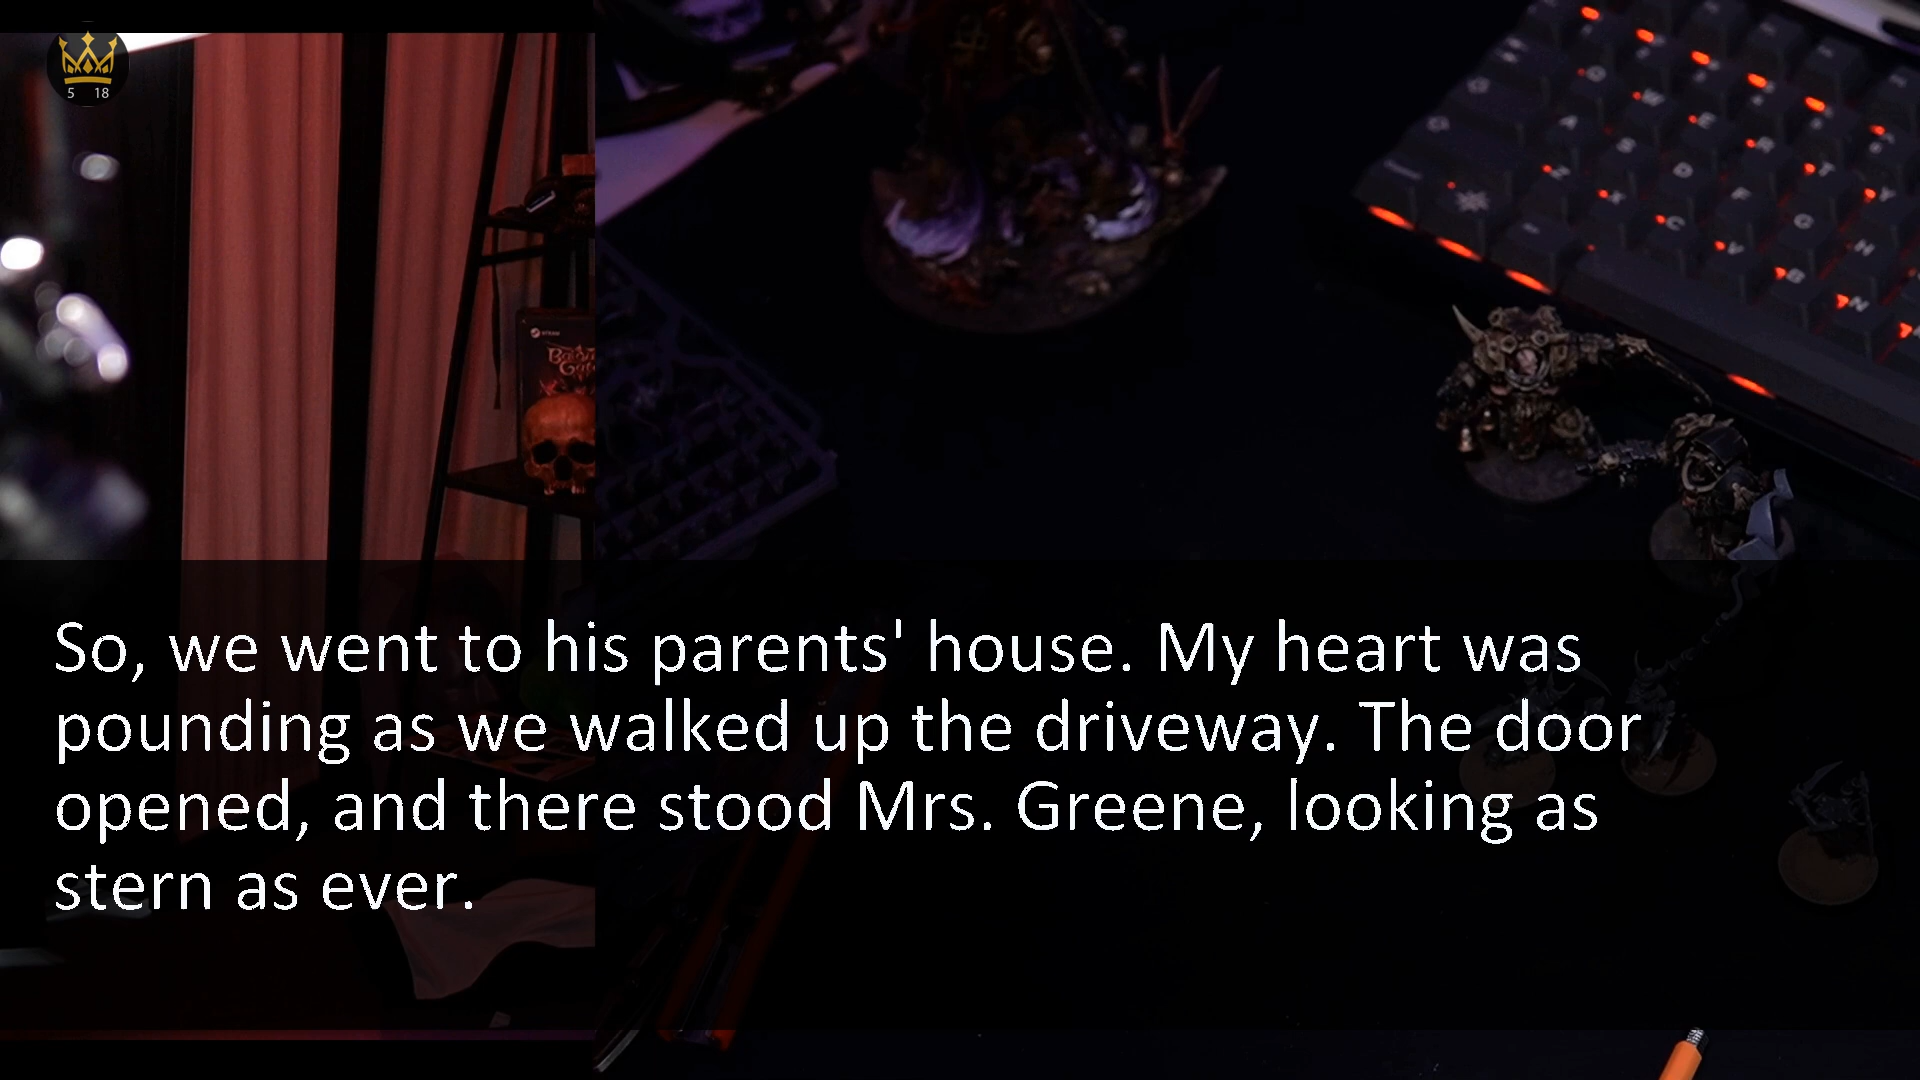 5 18
So, we went to his parents' house. My heart was
pounding as we walked up the driveway. The door
opened, and there stood Mrs. Greene, looking as
stern as ever.